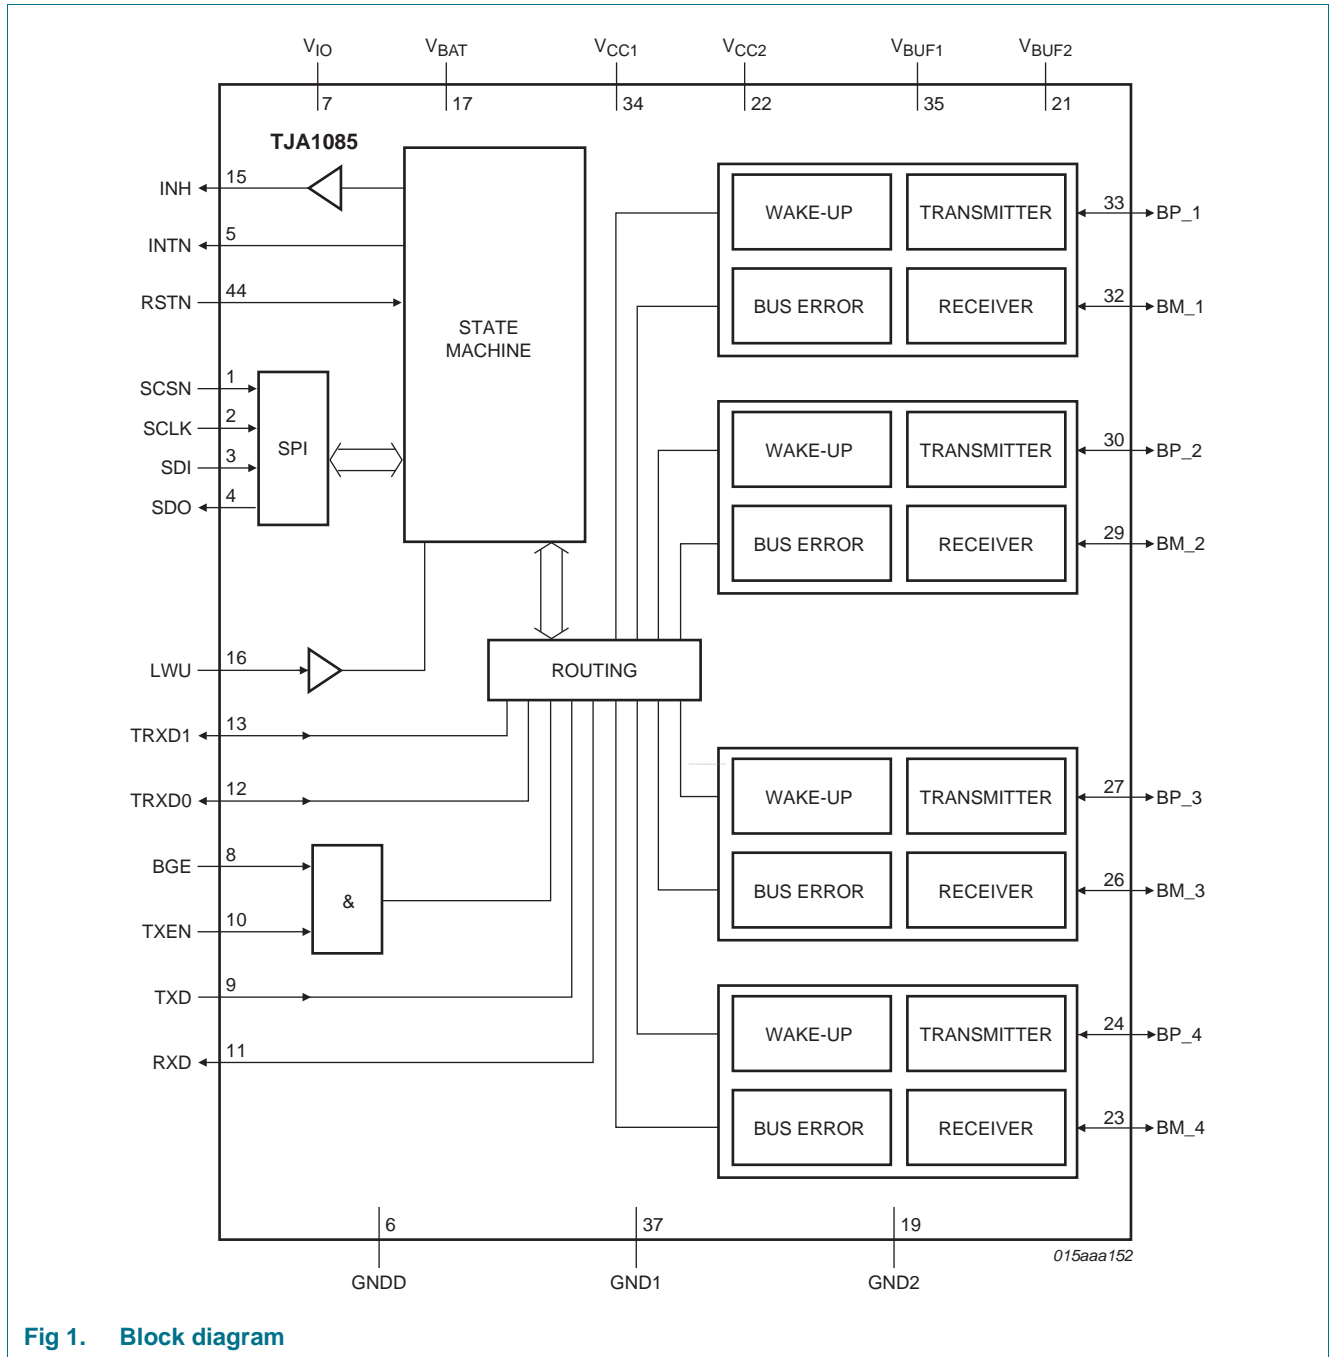 VIO VBAT VCC1 VCC2 VBUF1 VBUF2
7 17 34 22 35 21
TJA1085
INH 15
INTN 5
RSTN 44
STATE
MACHINE
SCSN 1
SCLK 2
SDI 3
SDO 4
SPI
LWU 16
ROUTING
TRXD1 13
TRXD0 12
BGE 8
&
TXEN 10
TXD 9
RXD 11
WAKE-UP TRANSMITTER 33 BP_1
BUS ERROR RECEIVER 32 BM_1
WAKE-UP TRANSMITTER 30 BP_2
BUS ERROR RECEIVER 29 BM_2
WAKE-UP TRANSMITTER 27 BP_3
BUS ERROR RECEIVER 26 BM_3
WAKE-UP TRANSMITTER 24 BP_4
BUS ERROR RECEIVER 23 BM_4
6 37 19
GNDD GND1 GND2
015aaa152
Fig 1. Block diagram